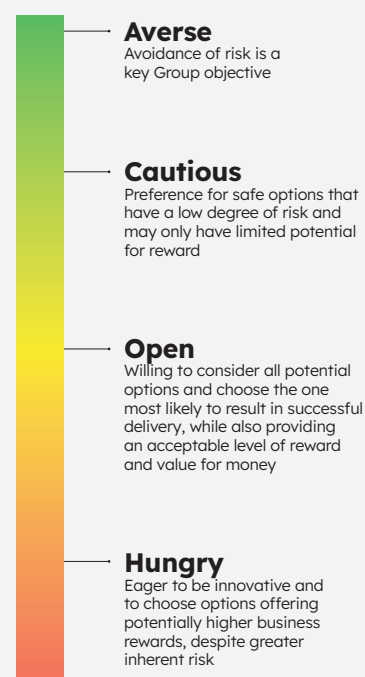 Averse
Avoidance of risk is a
key Group objective
Cautious
Preference for safe options that
have a low degree of risk and
may only have limited potential
for reward
Open
Willing to consider all potential
options and choose the one
most likely to result in successful
delivery, while also providing
an acceptable level of reward
and value for money
Hungry
Eager to be innovative and
to choose options offering
potentially higher business
rewards, despite greater
inherent risk